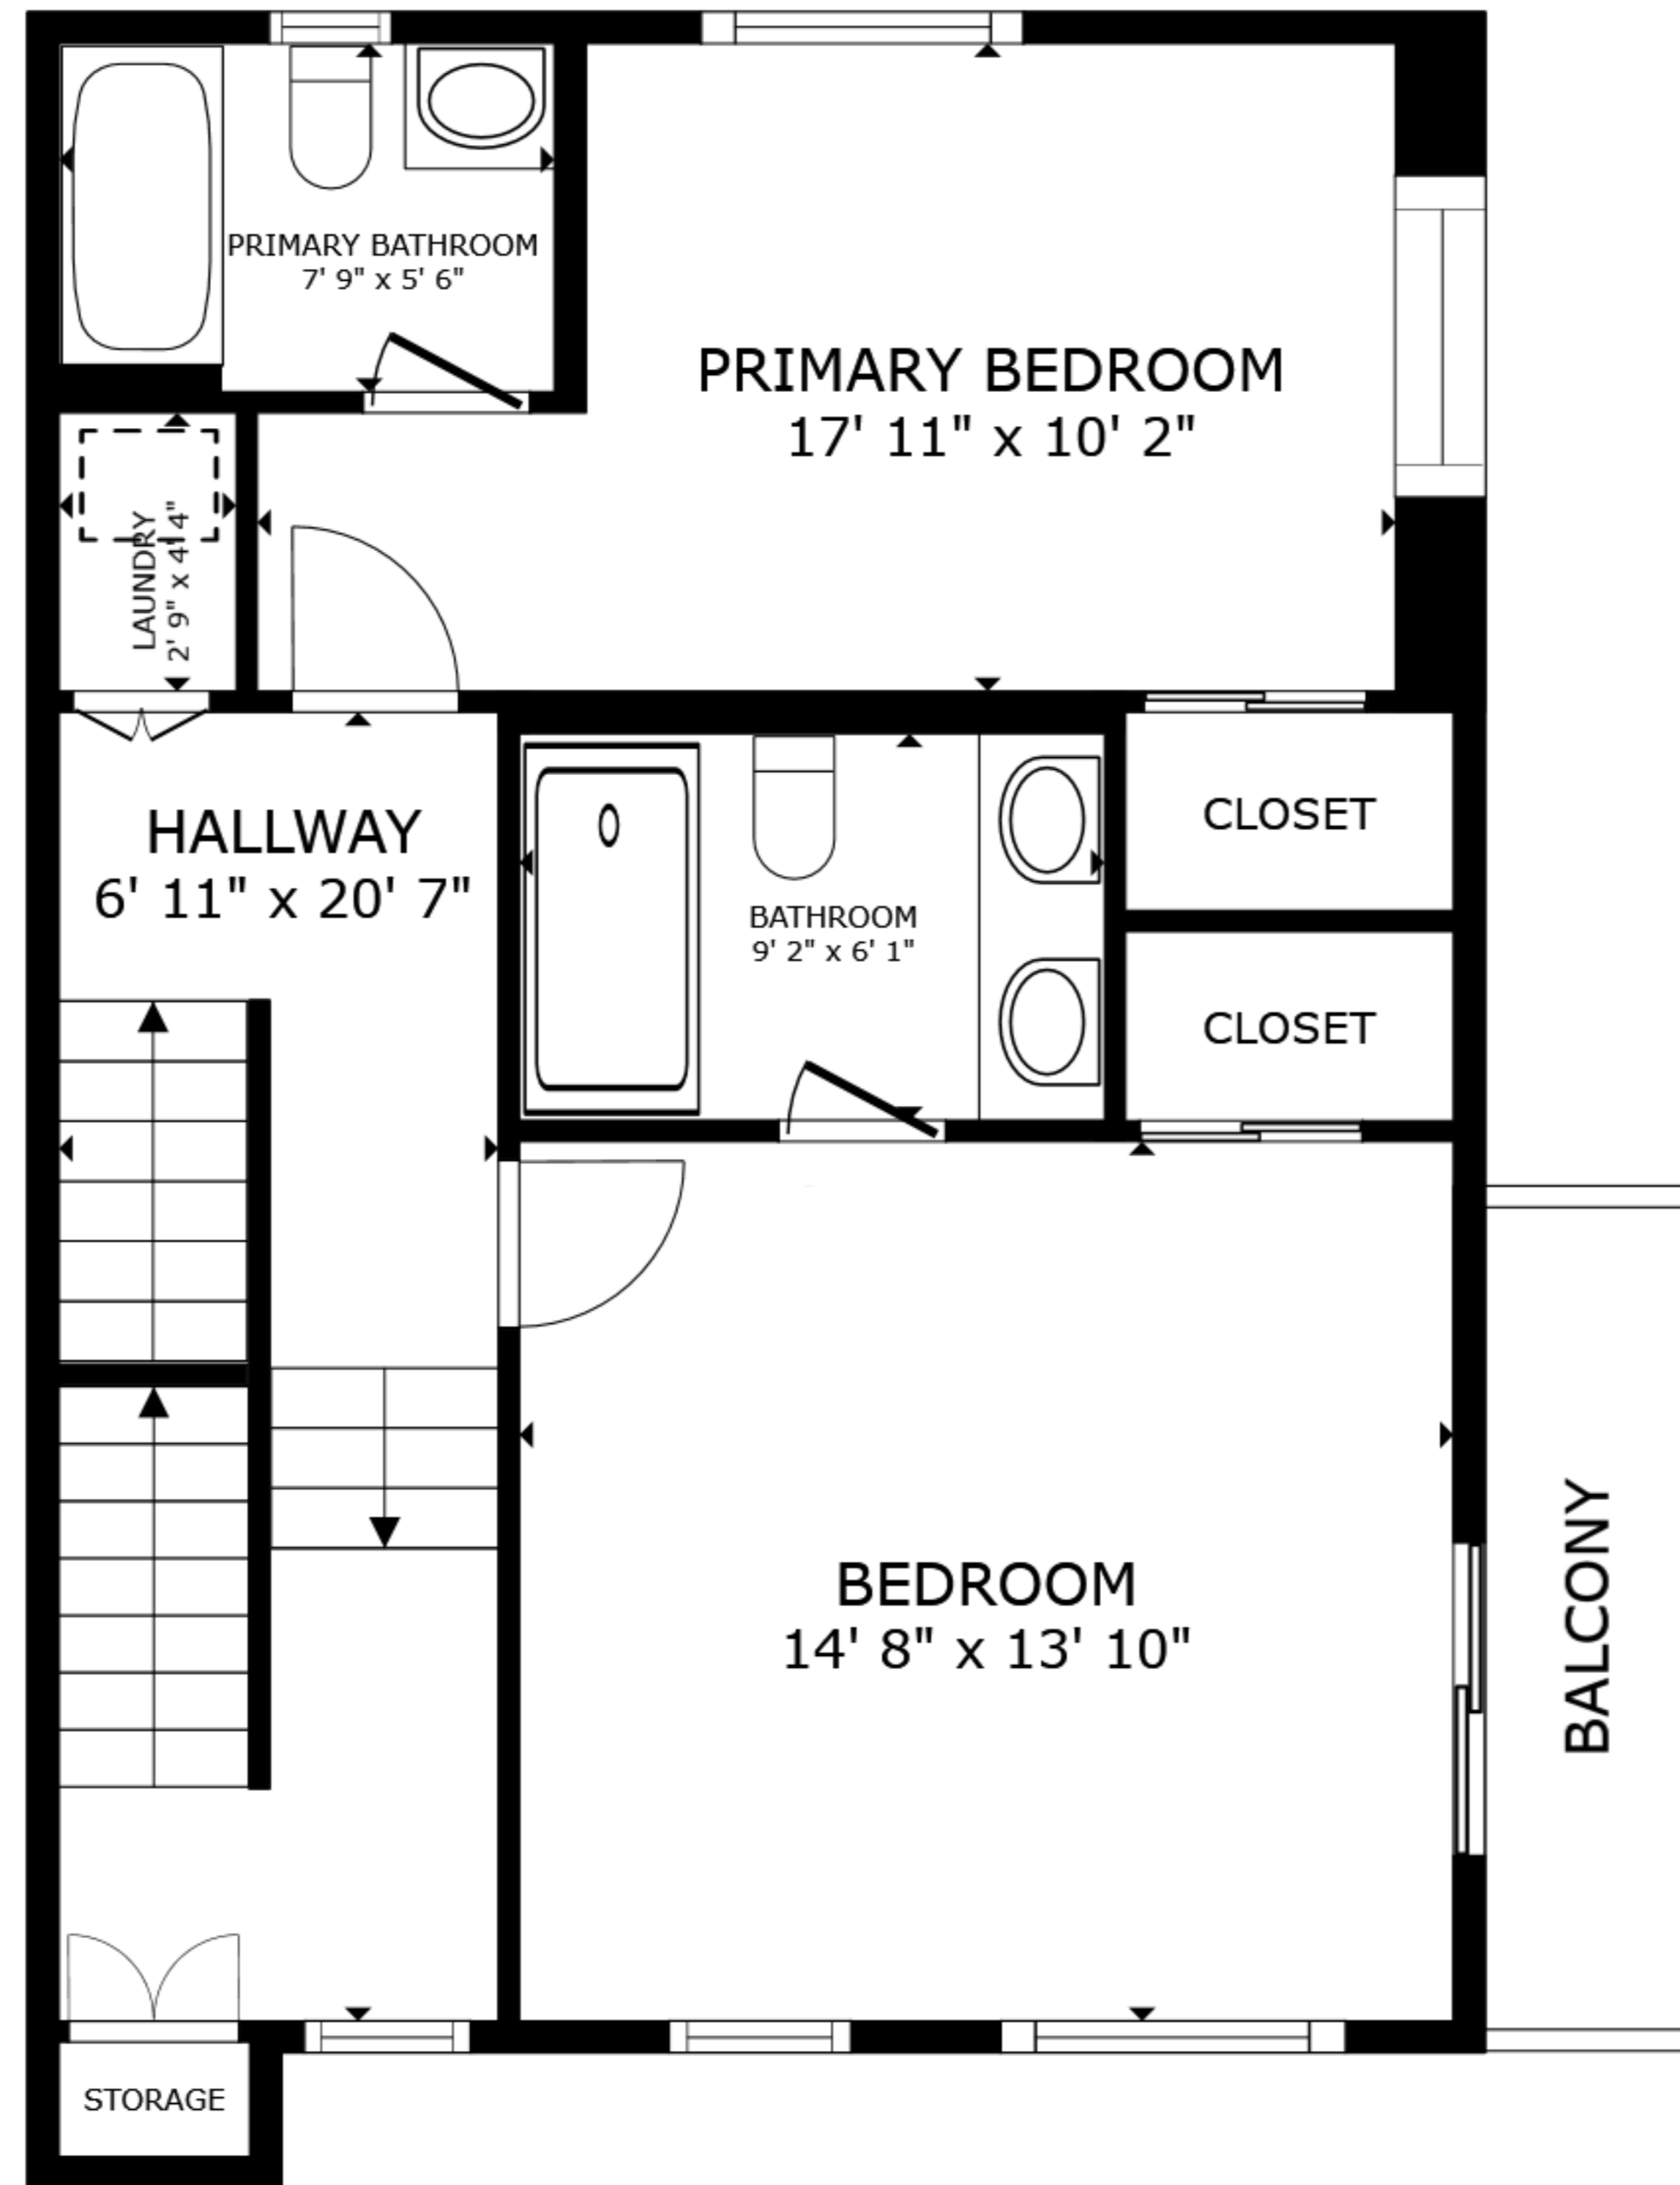 PRIMARY BATHROOM
7' 9" x 5' 6"
PRIMARY BEDROOM
17' 11" x 10' 2"
LAUNDRY
2' 9" x 4' 4"
HALLWAY
6' 11" x 20' 7"
CLOSET
BATHROOM
9' 2" x 6' 1"
CLOSET
BEDROOM
14' 8" x 13' 10"
BALCONY
STORAGE